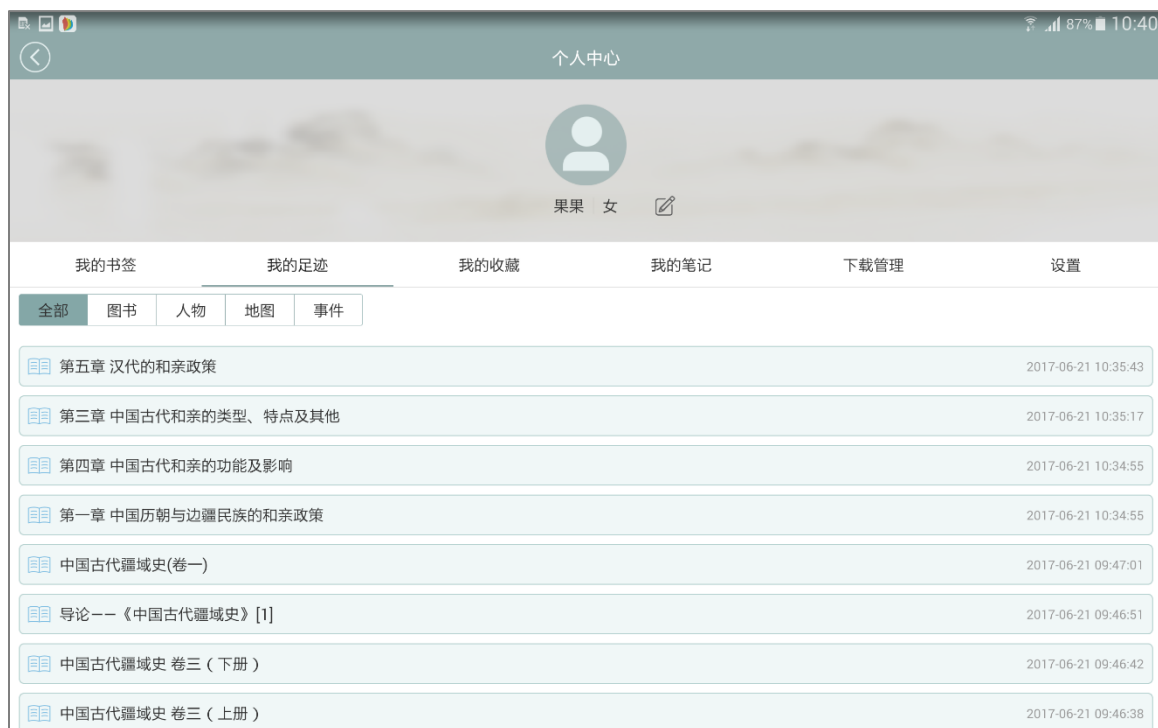 87% 10:40
个人中心
果果 女
我的书签 我的足迹 我的收藏 我的笔记 下载管理 设置
全部 图书 人物 地图 事件
第五章 汉代的和亲政策 2017-06-21 10:35:43
第三章 中国古代和亲的类型、特点及其他 2017-06-21 10:35:17
第四章 中国古代和亲的功能及影响 2017-06-21 10:34:55
第一章 中国历朝与边疆民族的和亲政策 2017-06-21 10:34:55
中国古代疆域史(卷一) 2017-06-21 09:47:01
导论——《中国古代疆域史》[1] 2017-06-21 09:46:51
中国古代疆域史 卷三（下册） 2017-06-21 09:46:42
中国古代疆域史 卷三（上册） 2017-06-21 09:46:38